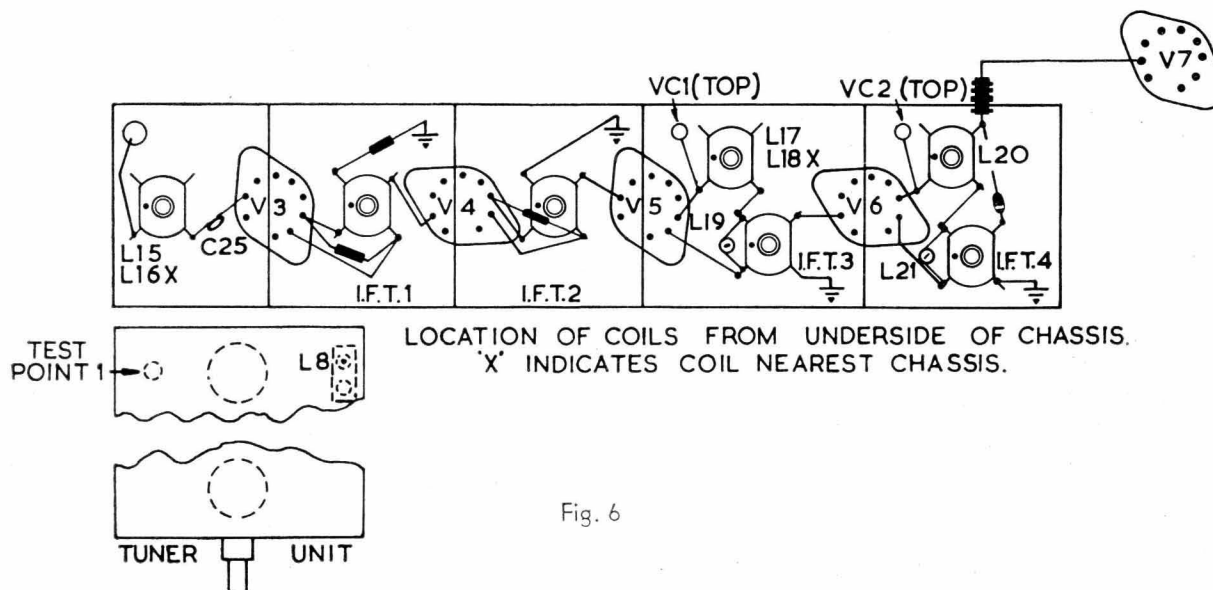 V7
VC1 (TOP)
VC2 (TOP)
L17
L18X
L20
V3
V4
V5
V6
L19
L15
L16X
C25
I.F.T.3
L21
I.F.T.4
I.F.T.1
I.F.T.2
LOCATION OF COILS FROM UNDERSIDE OF CHASSIS.
'X' INDICATES COIL NEAREST CHASSIS.
TEST
POINT 1
L8
Fig. 6
TUNER UNIT